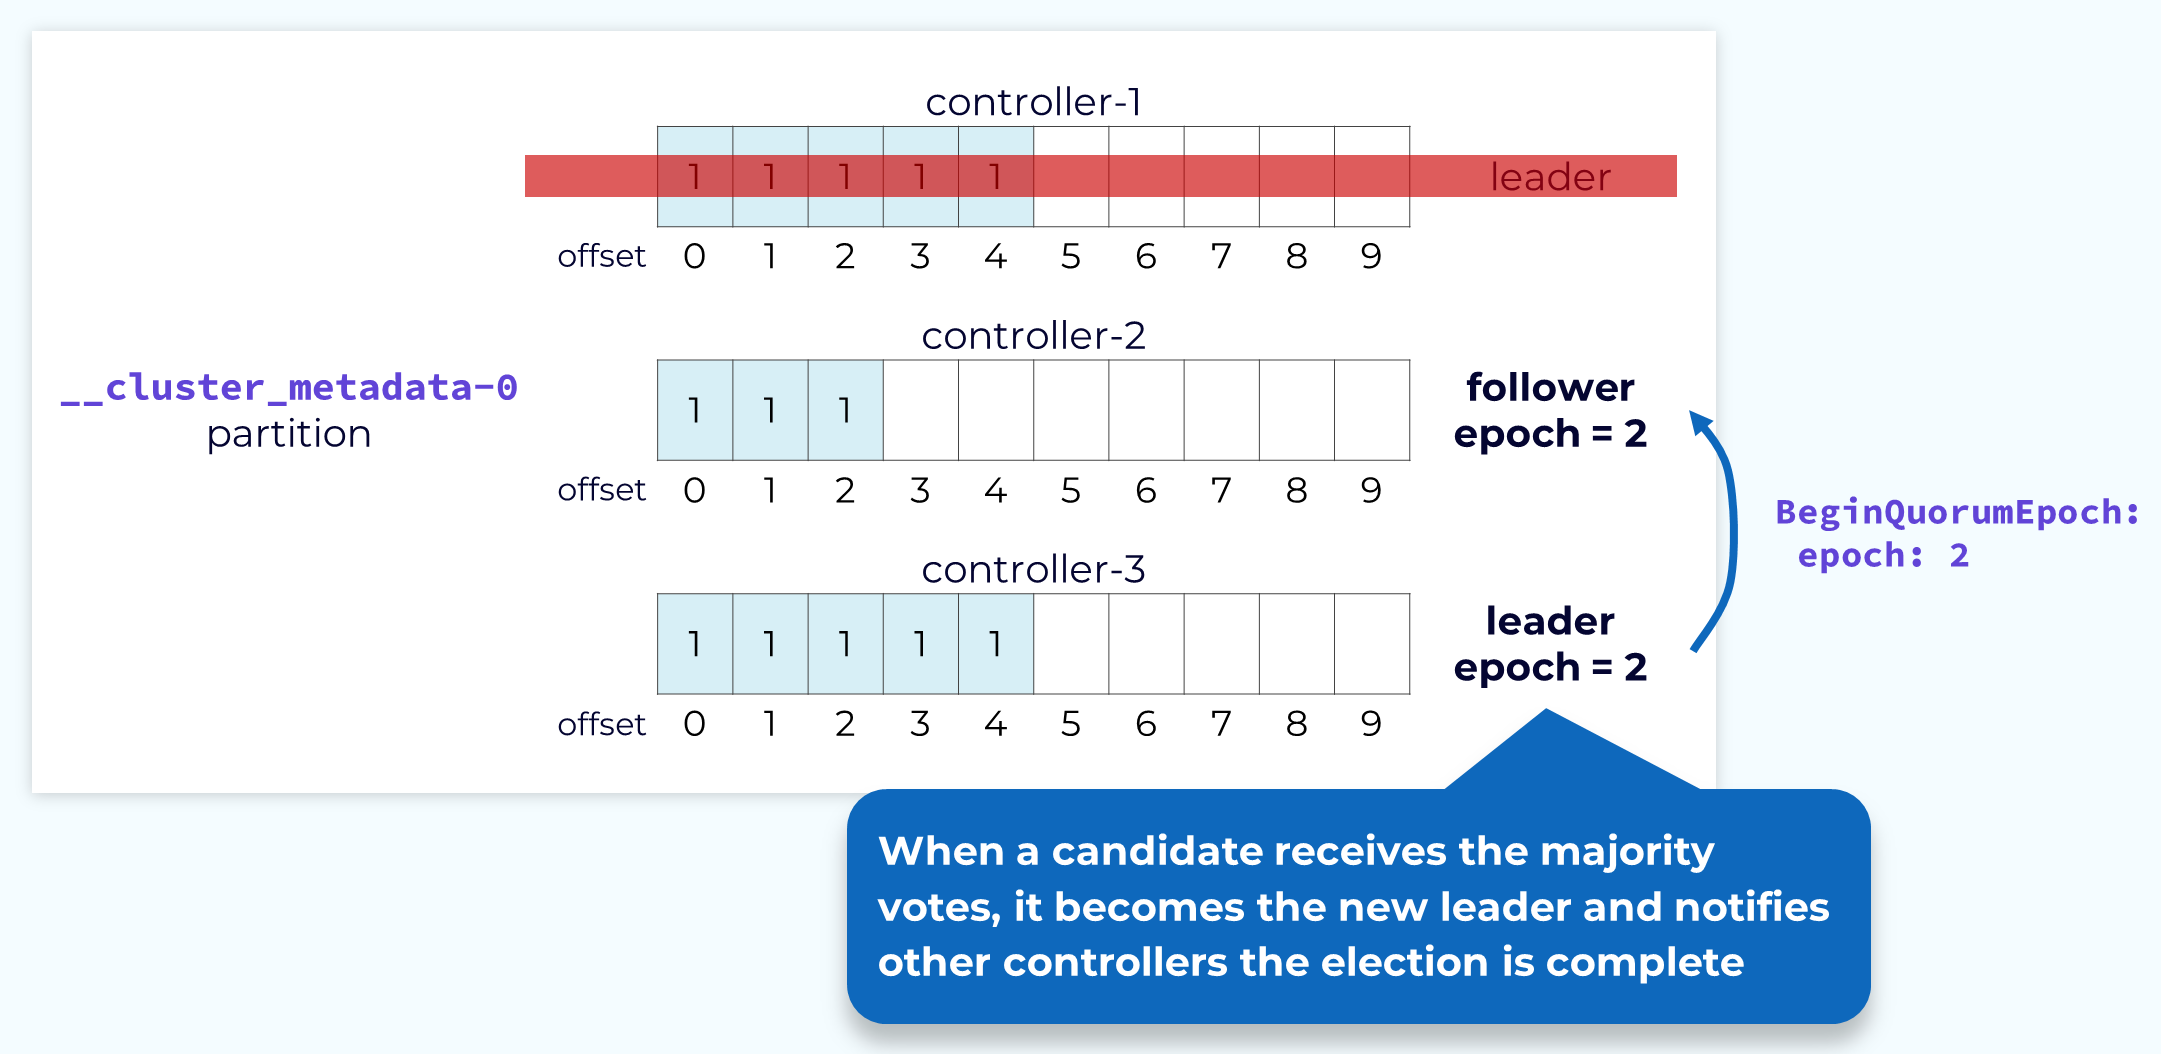 controller-1
1 1 1 1 1 leader
offset 0 1 2 3 4 5 6 7 8 9
controller-2
__cluster_metadata-0
partition
1 1 1
follower
epoch = 2
offset 0 1 2 3 4 5 6 7 8 9
BeginQuorumEpoch:
epoch: 2
controller-3
1 1 1 1 1
leader
epoch = 2
offset 0 1 2 3 4 5 6 7 8 9
When a candidate receives the majority
votes, it becomes the new leader and notifies
other controllers the election is complete